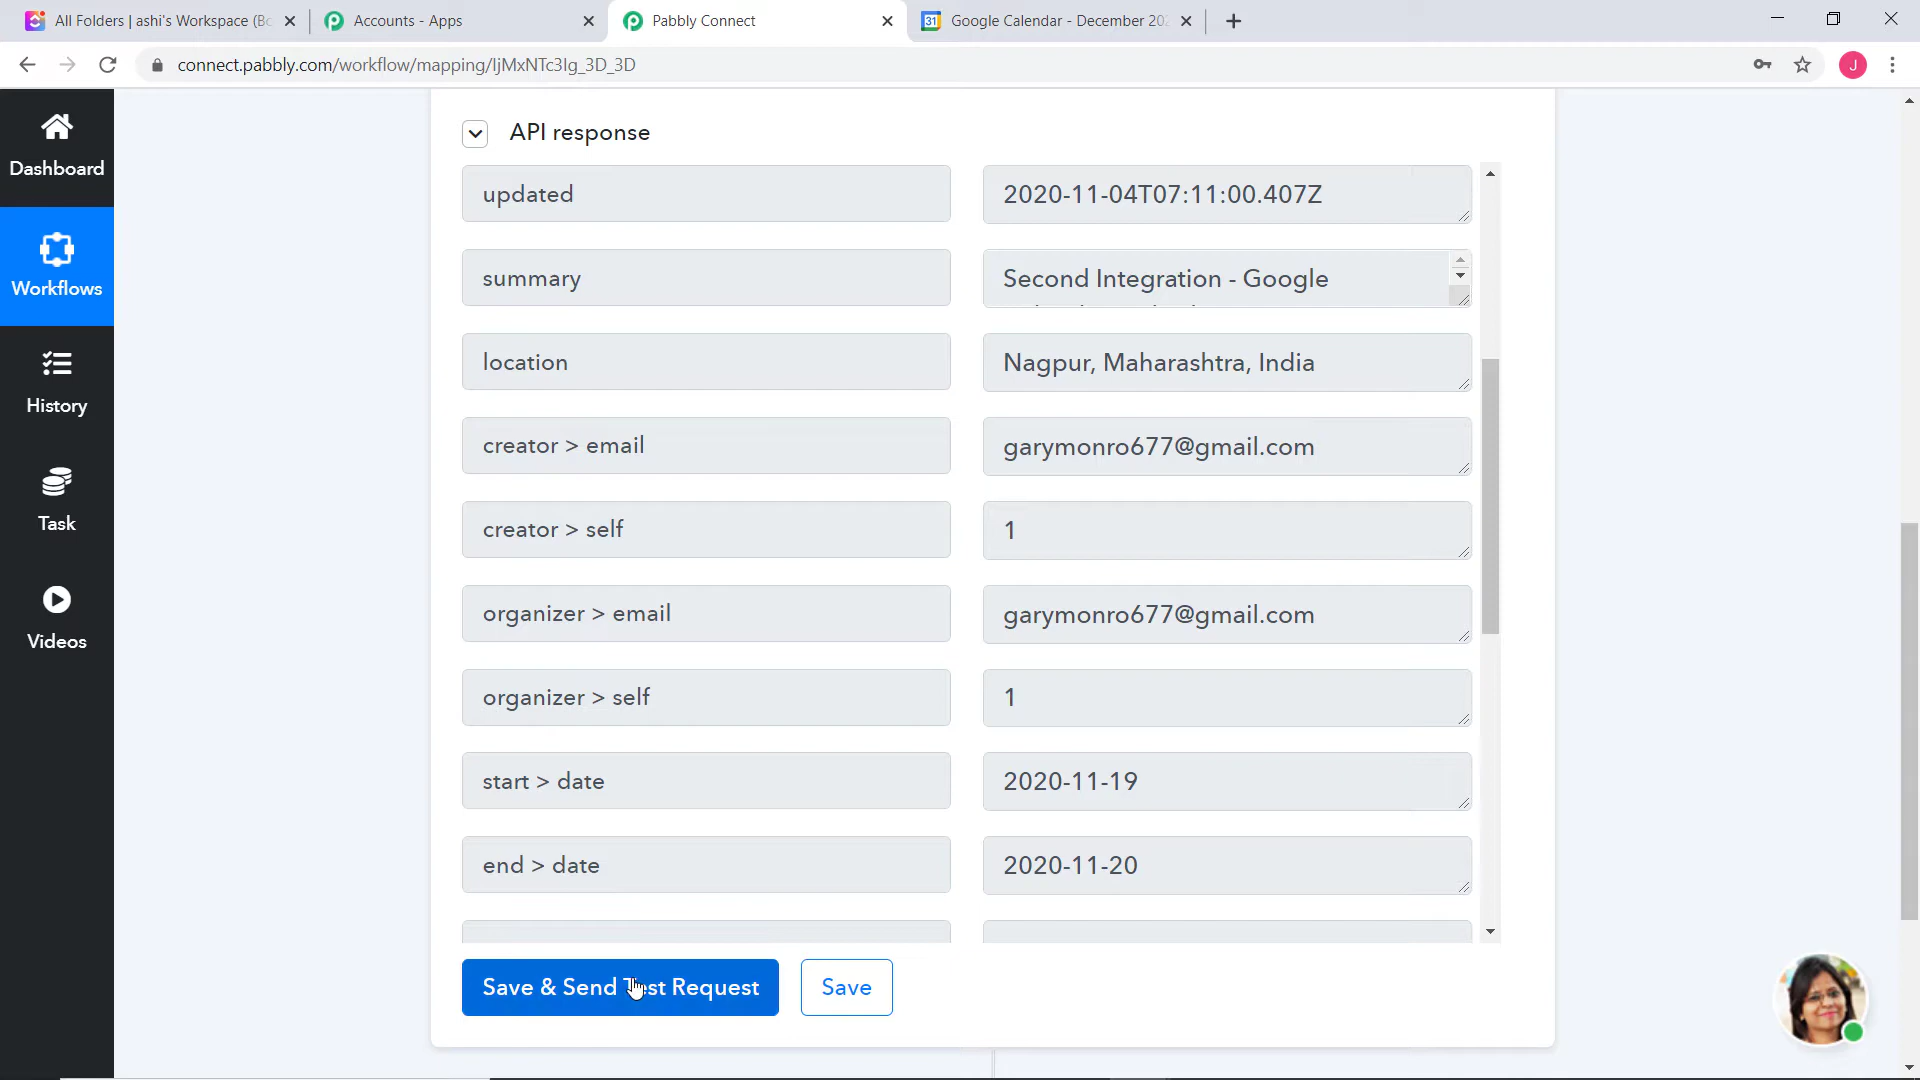 All Folders | ashi's Workspace (Bo
Accounts - Apps
Pabbly Connect
31
Google Calendar - December 202
connect.pabbly.com/workflow/mapping/IjMxNTc3Ig_3D_3D
J
Dashboard
Workflows
History
Task
Videos
API response
updated
2020-11-04T07:11:00.407Z
summary
Second Integration - Google
location
Nagpur, Maharashtra, India
creator > email
garymonro677@gmail.com
creator > self
1
organizer > email
garymonro677@gmail.com
organizer > self
1
start > date
2020-11-19
end > date
2020-11-20
Save & Send Test Request
Save